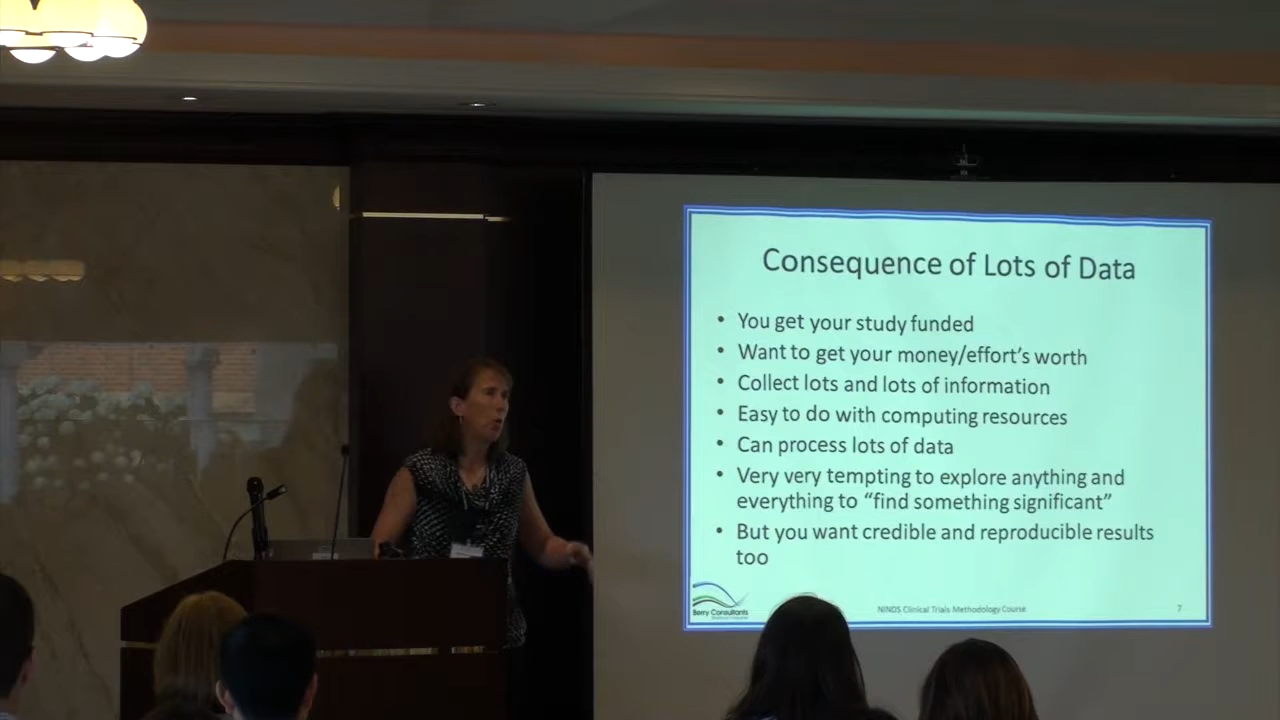 Consequence of Lots of Data
• You get your study funded
• Want to get your money/effort's worth
• Collect lots and lots of information
• Easy to do with computing resources
• Can process lots of data
• Very very tempting to explore anything and
everything to “find something significant”
• But you want credible and reproducible results
too
Berry Consultants
NINDS Clinical Trials Methodology Course
7